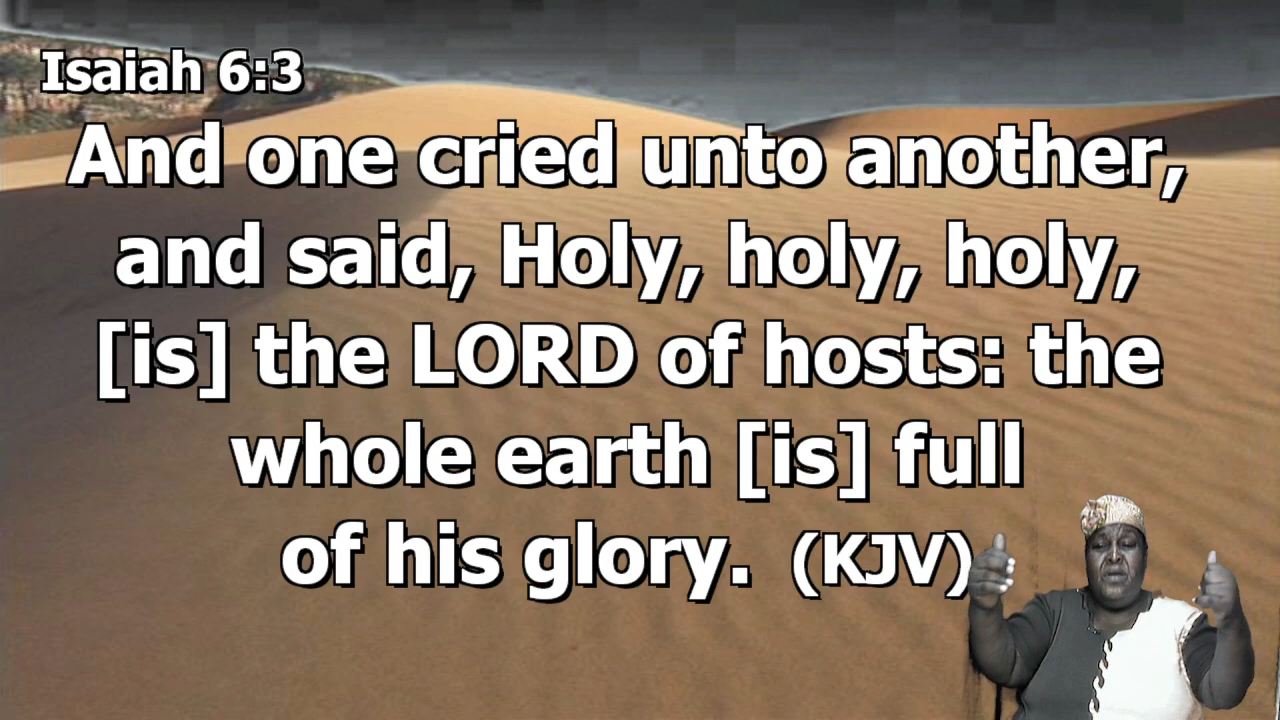 Isaiah 6:3
And one cried unto another,
and said, Holy, holy, holy,
[is] the LORD of hosts: the
whole earth [is] full
of his glory. (KJV)